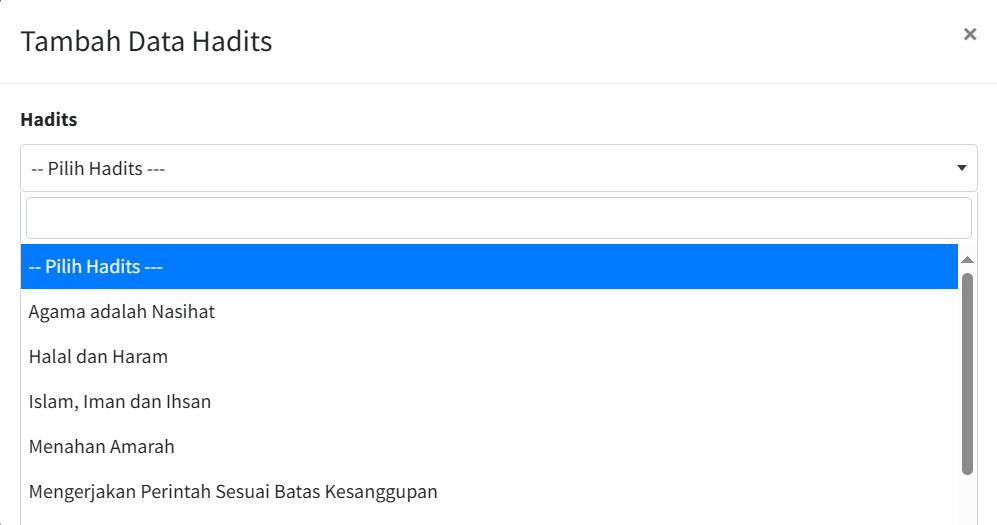 Tambah Data Hadits
×
Hadits
-- Pilih Hadits ---
-- Pilih Hadits ---
Agama adalah Nasihat
Halal dan Haram
Islam, Iman dan Ihsan
Menahan Amarah
Mengerjakan Perintah Sesuai Batas Kesanggupan